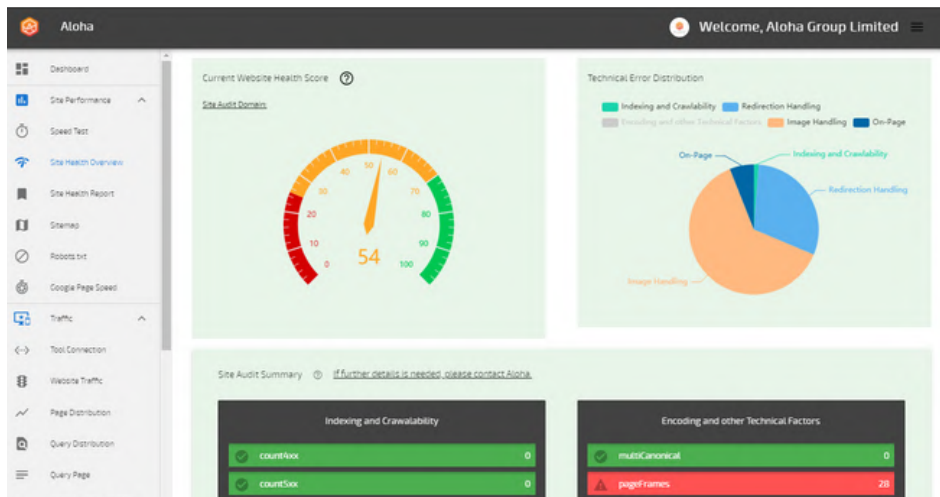 Aloha
Welcome, Aloha Group Limited
Dashboard
Site Performance
Speed Test
Site Health Overview
Site Health Report
Sitemap
Robots.txt
Google Page Speed
Traffic
Tool Connection
Website Traffic
Page Distribution
Query Distribution
Query Page
Current Website Health Score
Site Audit Domain:
0
10
20
30
40
50
60
70
80
90
100
54
Technical Error Distribution
Indexing and Crawlability Redirection Handling
Encoding and other Technical Factors Image Handling On-Page
On-Page
Indexing and Crawlability
Redirection Handling
Image Handling
Site Audit Summary If further details is needed, please contact Aloha.
Indexing and Crawalability
count4xx 0
count5xx 0
Encoding and other Technical Factors
multiCanonical 0
pageFrames 28